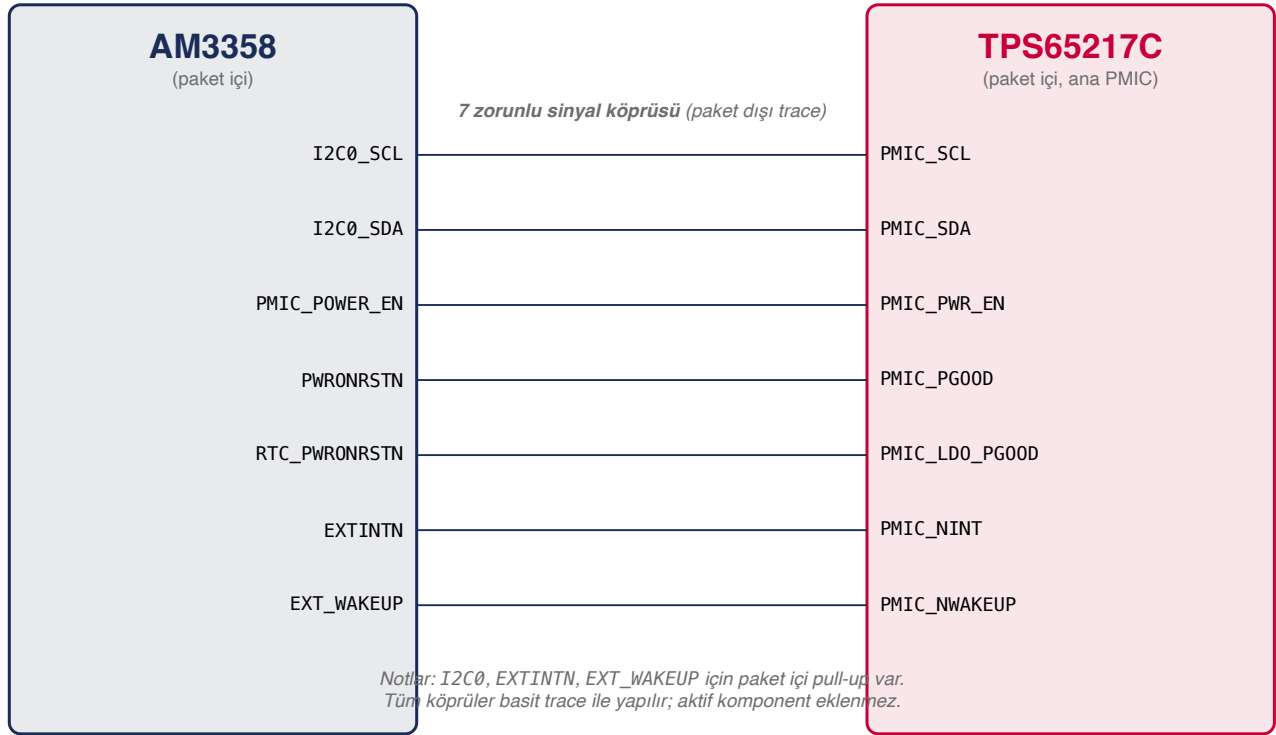 AM3358
(paket içi)
TPS65217C
(paket içi, ana PMIC)
7 zorunlu sinyal köprüsü (paket dışı trace)
I2C0_SCL
PMIC_SCL
I2C0_SDA
PMIC_SDA
PMIC_POWER_EN
PMIC_PWR_EN
PWRONRSTN
PMIC_PGOOD
RTC_PWRONRSTN
PMIC_LDO_PGOOD
EXTINTN
PMIC_NINT
EXT_WAKEUP
PMIC_NWAKEUP
Notlar: I2C0, EXTINTN, EXT_WAKEUP için paket içi pull-up var.
Tüm köprüler basit trace ile yapılır; aktif komponent eklenmez.